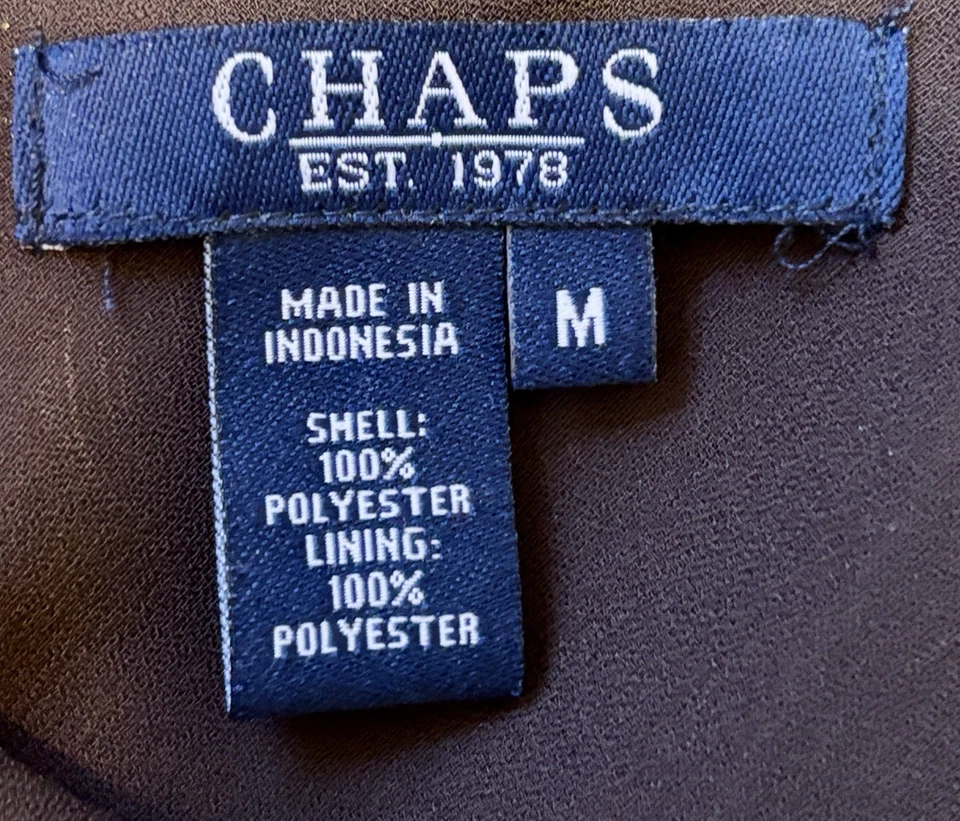 CHAPS
EST. 1978
MADE IN
INDONESIA
M
SHELL:
100%
POLYESTER
LINING:
100%
POLYESTER